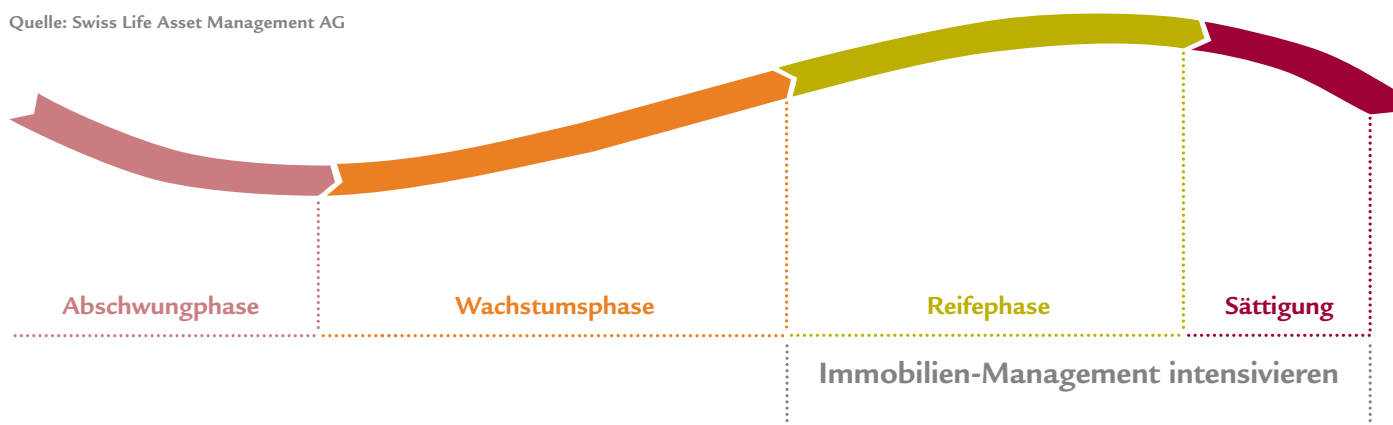 Quelle: Swiss Life Asset Management AG
Abschwungphase
Wachstumsphase
Reifephase
Sättigung
Immobilien-Management intensivieren